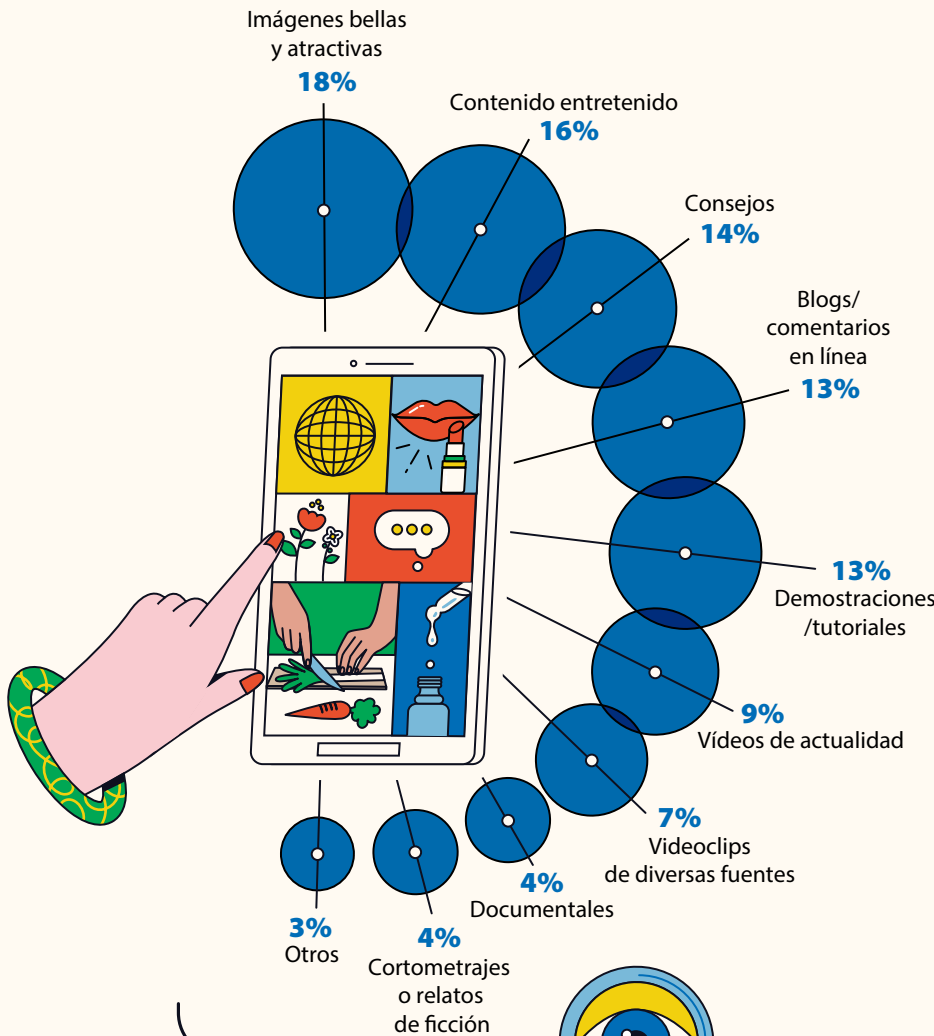 Imágenes bellas
y atractivas
18%
Contenido entretenido
16%
Consejos
14%
Blogs/
comentarios
en línea
13%
13%
Demostraciones
/tutoriales
9%
Vídeos de actualidad
7%
Videoclips
de diversas fuentes
4%
Documentales
4%
Cortometrajes
o relatos
de ficción
3%
Otros